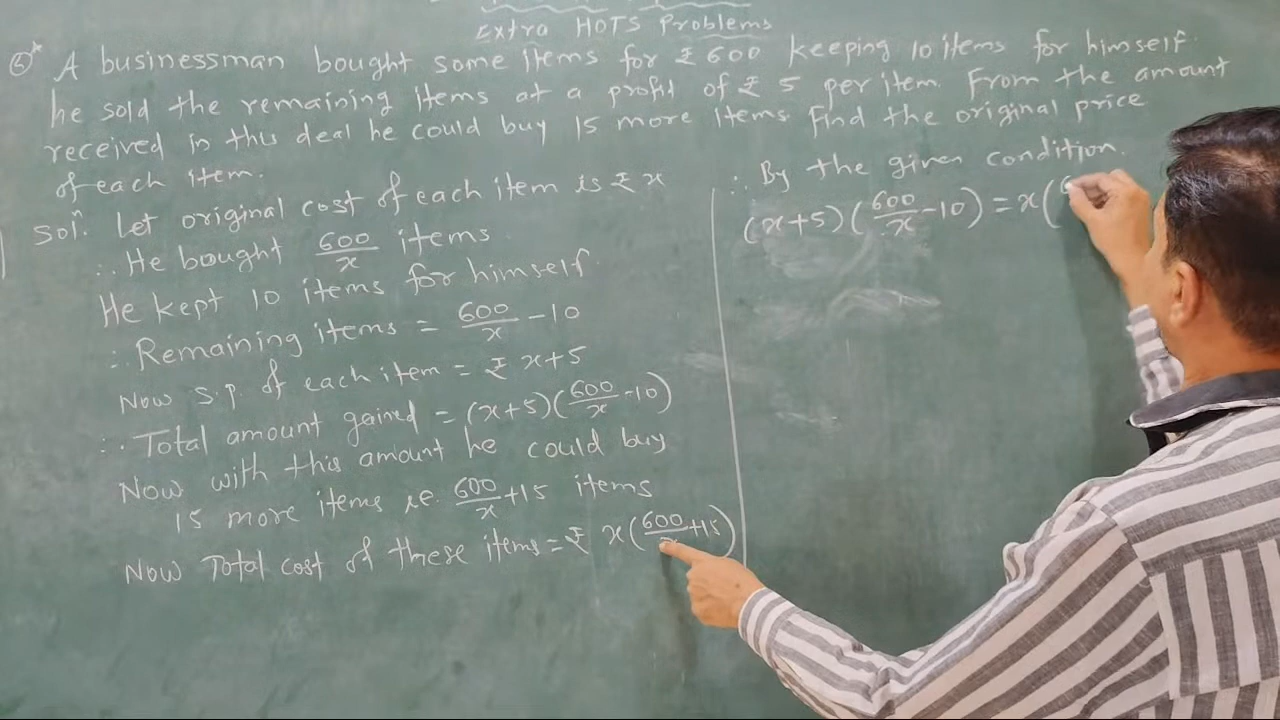 Extra HOTS Problems
⑥* A businessman bought some items for ₹ 600 keeping 10 items for himself
he sold the remaining items at a profit of ₹ 5 per item. From the amount
received in this deal he could buy 15 more items Find the original price
of each item.
Solⁿ: Let original cost of each item is ₹ x
∴ He bought 600/x items
He kept 10 items for himself
∴ Remaining items = 600/x - 10
Now S.p. of each item = ₹ x+5
∴ Total amount gained = (x+5)(600/x - 10)
Now with this amount he could buy
15 more items i.e. 600/x +15 items
Now Total cost of these items = ₹ x(600/x +15)
∴ By the given condition.
(x+5)(600/x - 10) = x(6